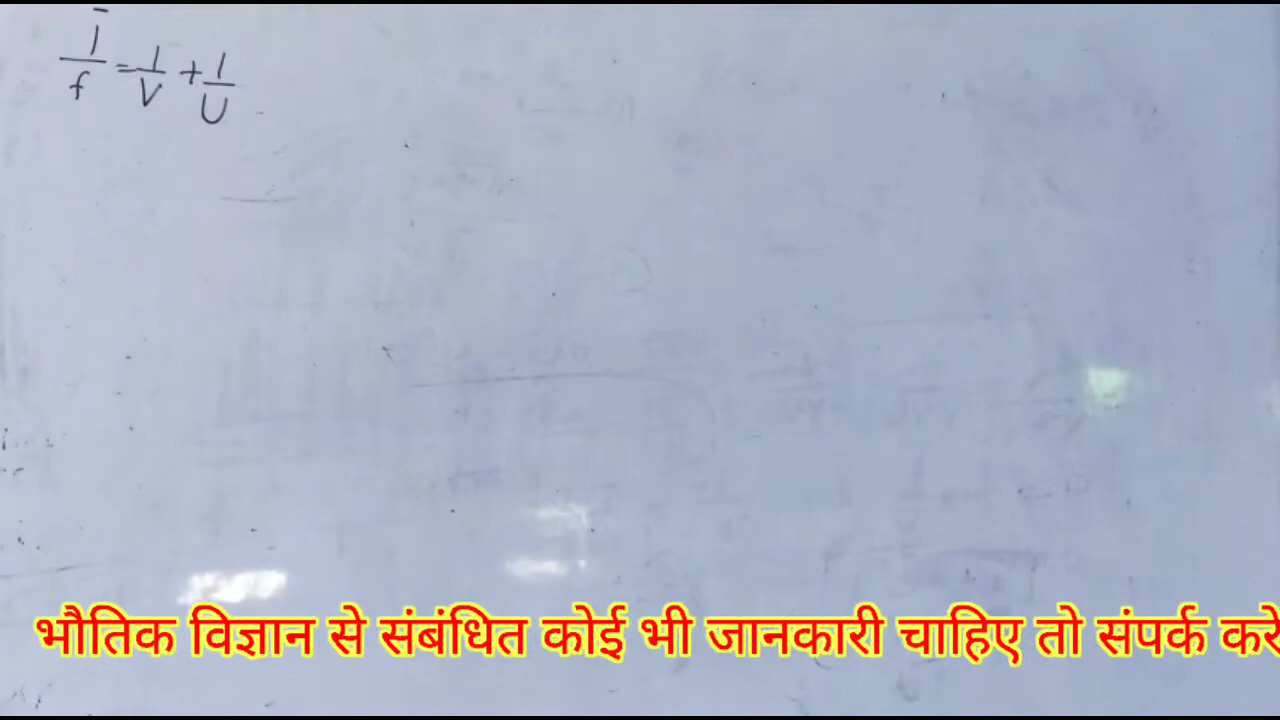 1/f = 1/V + 1/U
भौतिक विज्ञान से संबंधित कोई भी जानकारी चाहिए तो संपर्क करे